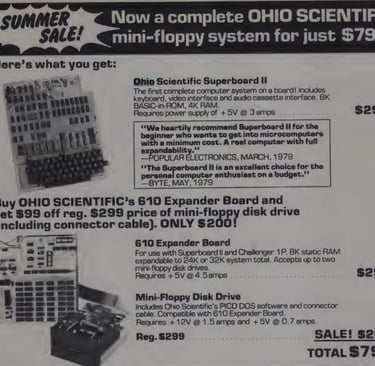 SUMMER
SALE!
Now a complete OHIO SCIENTIF
mini-floppy system for just $79
ere's what you get:
Ohio Scientific Superboard II
The first complete computer system on a board! Includes
keyboard, video interface and audio cassette interface. 8K
BASIC-in-ROM, 4K RAM.
Requires power supply of +5V @ 3 amps . . . . . . . . . . . . $29
"We heartily recommend Superboard II for the
beginner who wants to get into microcomputers
with a minimum cost. A real computer with full
expandability."
—POPULAR ELECTRONICS, MARCH, 1979
"The Superboard II is an excellent choice for the
personal computer enthusiast on a budget."
—BYTE, MAY, 1979
uy OHIO SCIENTIFIC's 610 Expander Board and
et $99 off reg. $299 price of mini-floppy disk drive
including connector cable). ONLY $200!
610 Expander Board
For use with Superboard II and Challenger 1P. 8K static RAM
expandable to 24K or 32K system total. Accepts up to two
mini-floppy disk drives.
Requires +5V @ 4.5 amps . . . . . . . . . . . . $29
Mini-Floppy Disk Drive
Includes Ohio Scientific's PICO DOS software and connector
cable. Compatible with 610 Expander Board.
Requires +12V @ 1.5 amps and +5V @ 0.7 amps.
Reg. $299 . . . . . . . . . . . . SALE! $2
TOTAL $79